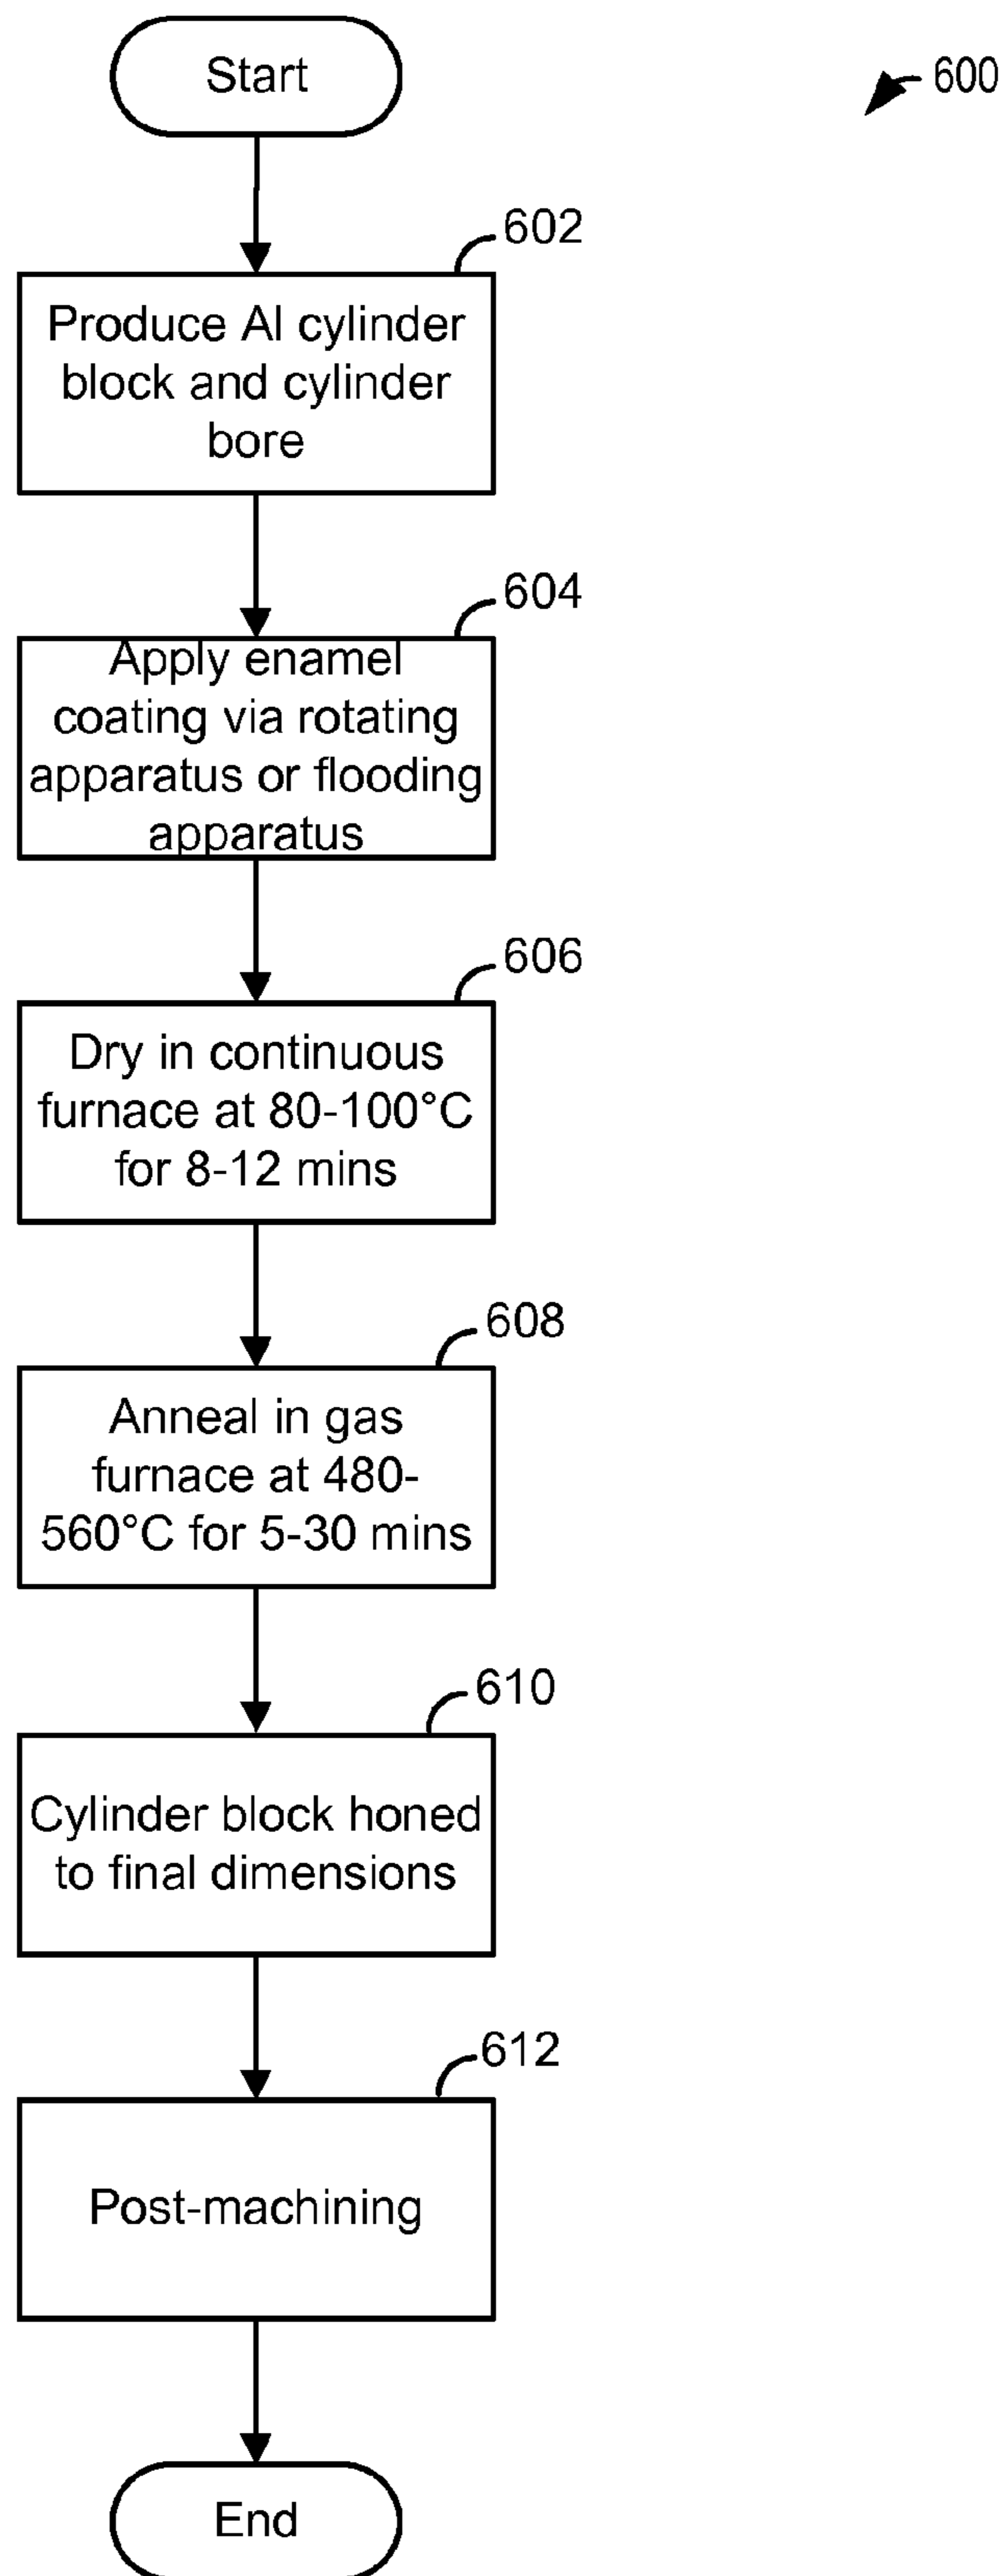 Start
600
602
Produce Al cylinder
block and cylinder
bore
604
Apply enamel
coating via rotating
apparatus or flooding
apparatus
606
Dry in continuous
furnace at 80-100°C
for 8-12 mins
608
Anneal in gas
furnace at 480-
560°C for 5-30 mins
610
Cylinder block honed
to final dimensions
612
Post-machining
End